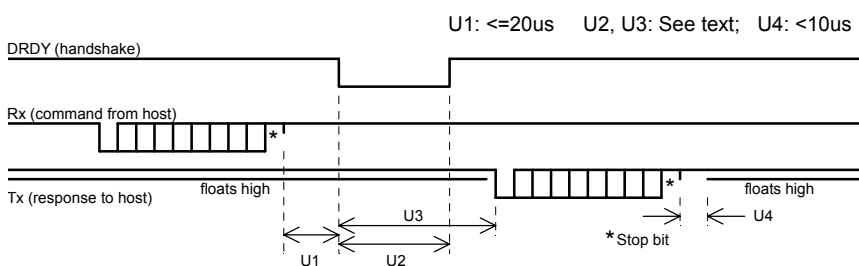 U1: <=20us U2, U3: See text; U4: <10us
DRDY (handshake)
Rx (command from host)
*
*
Tx (response to host)
floats high
floats high
U3
U4
*Stop bit
U1
U2